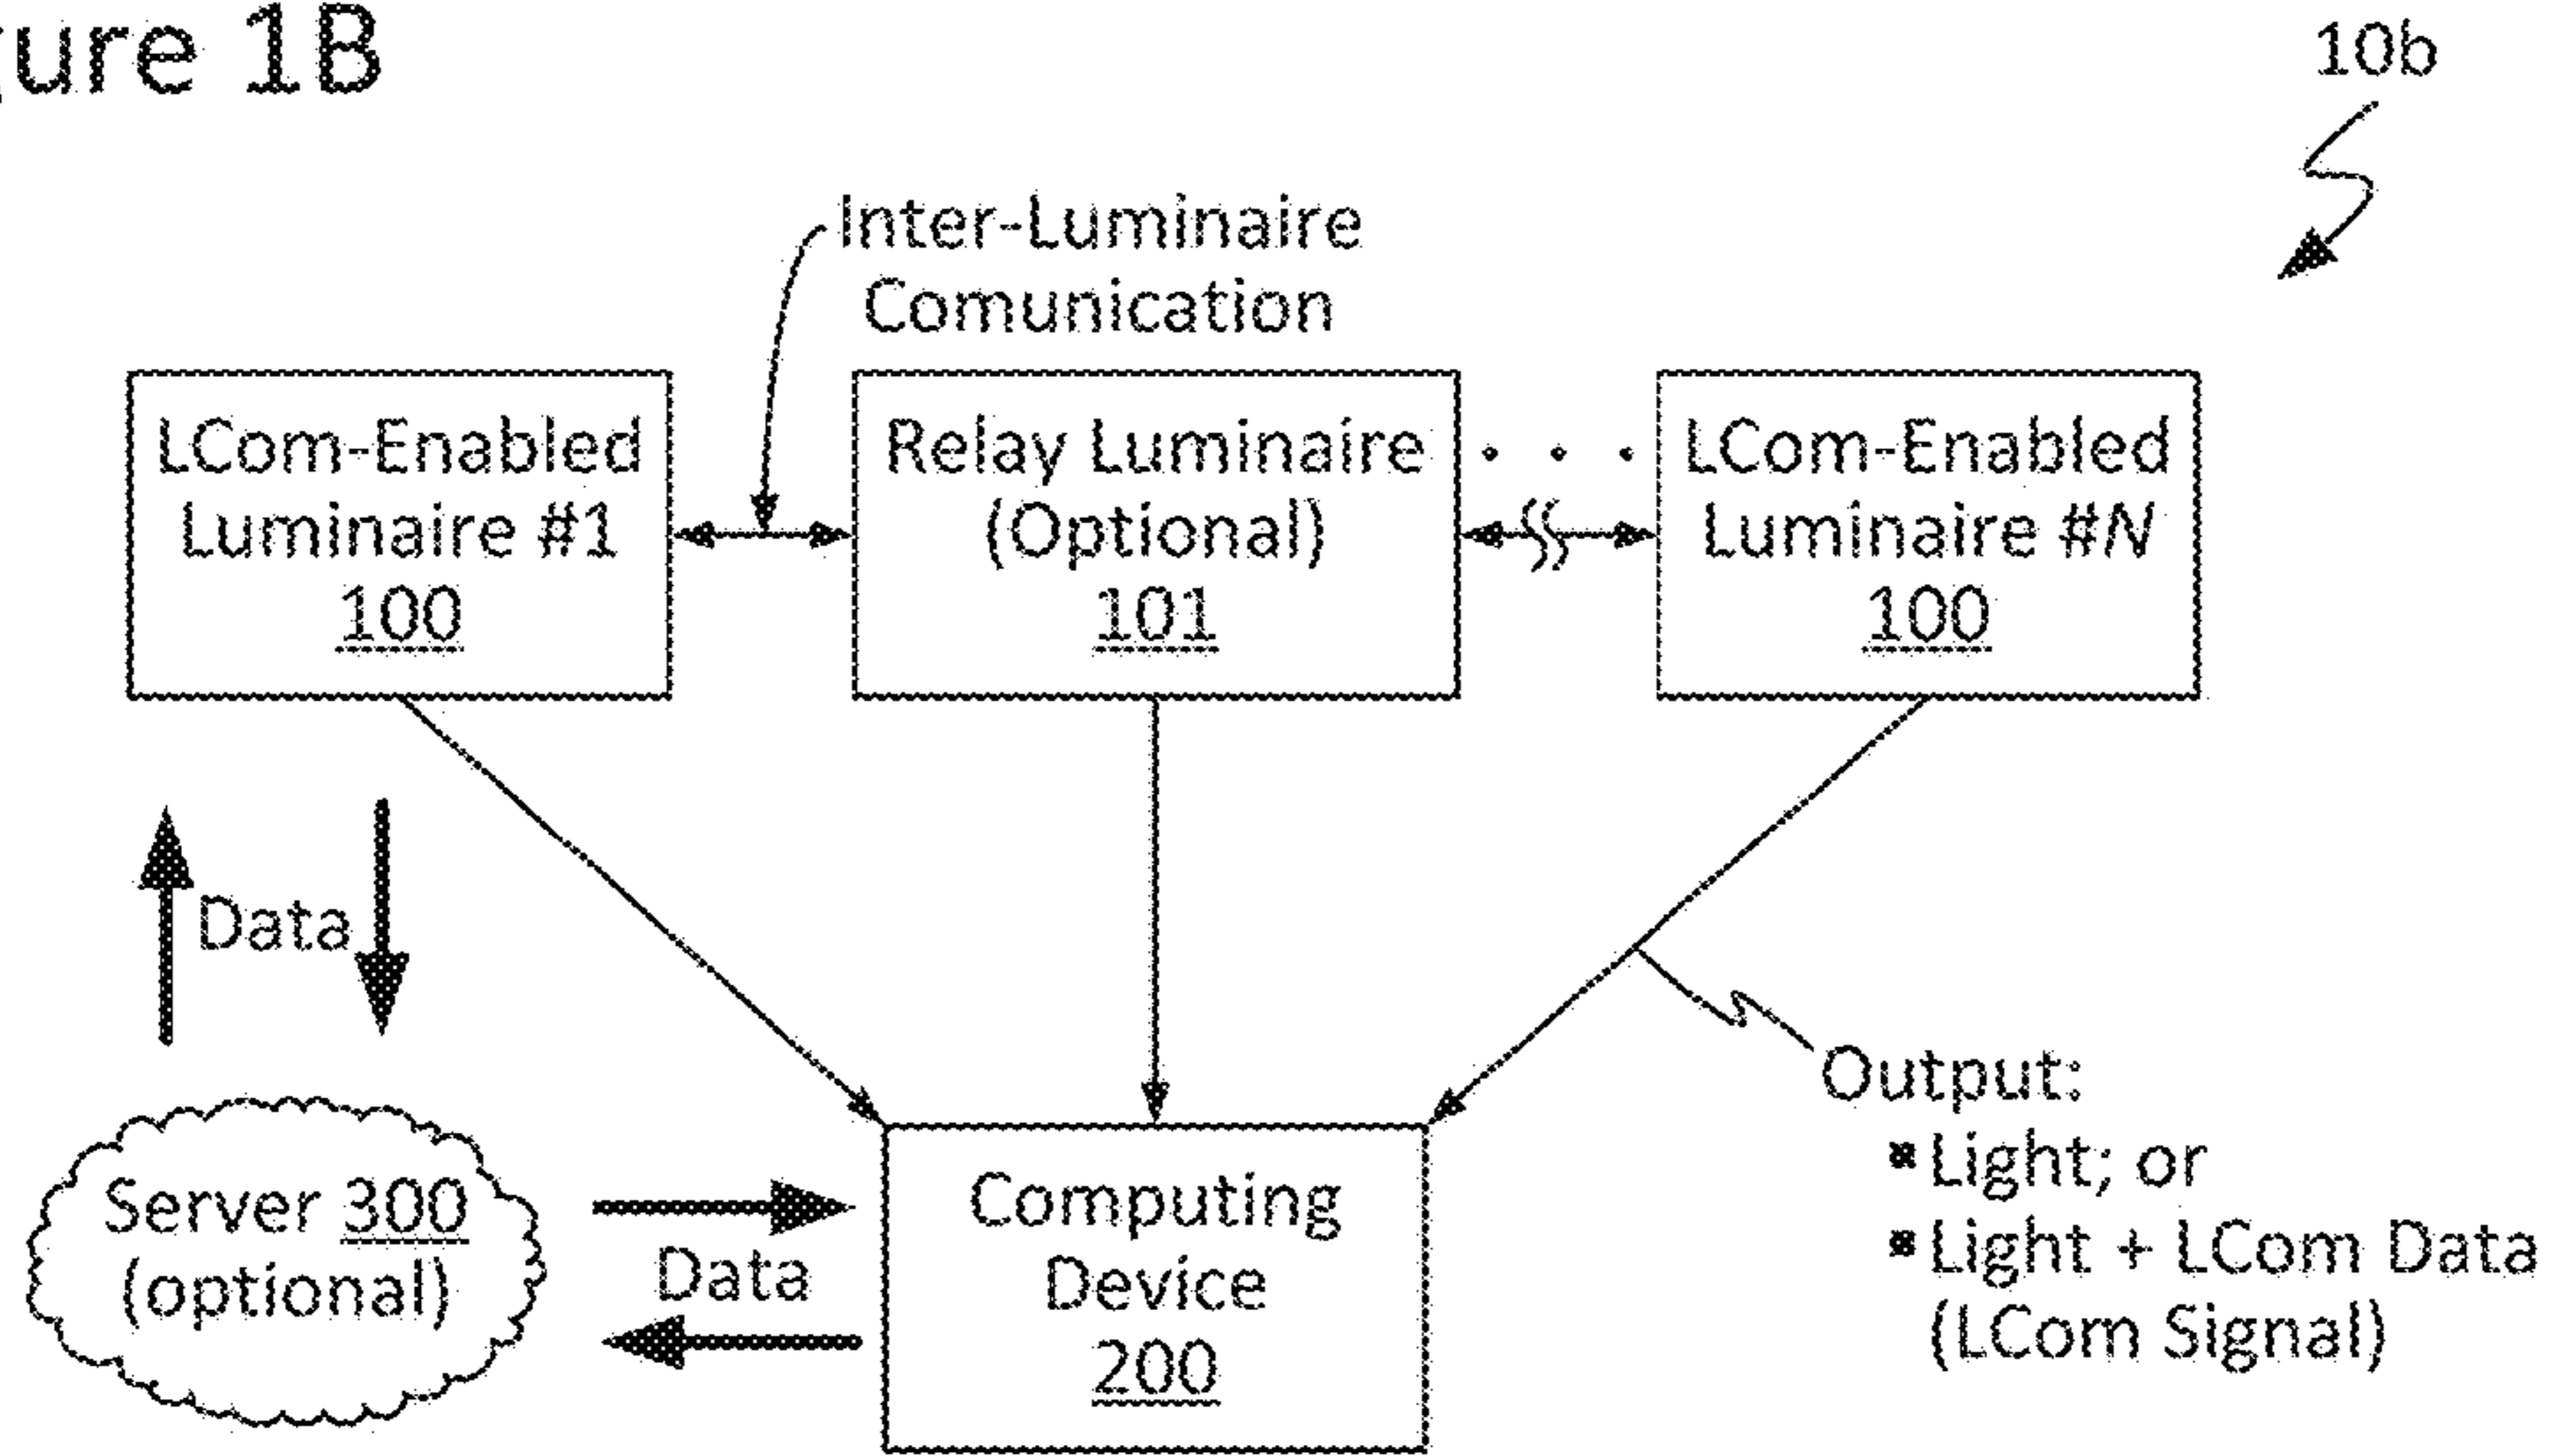 ure 1B
10b
Inter-Luminaire
Comunication
LCom-Enabled
Luminaire #1
100
Relay Luminaire
(Optional)
101
. . .
LCom-Enabled
Luminaire #N
100
Data
Server 300
(optional)
Data
Computing
Device
200
Output:
▪Light; or
▪Light + LCom Data
(LCom Signal)